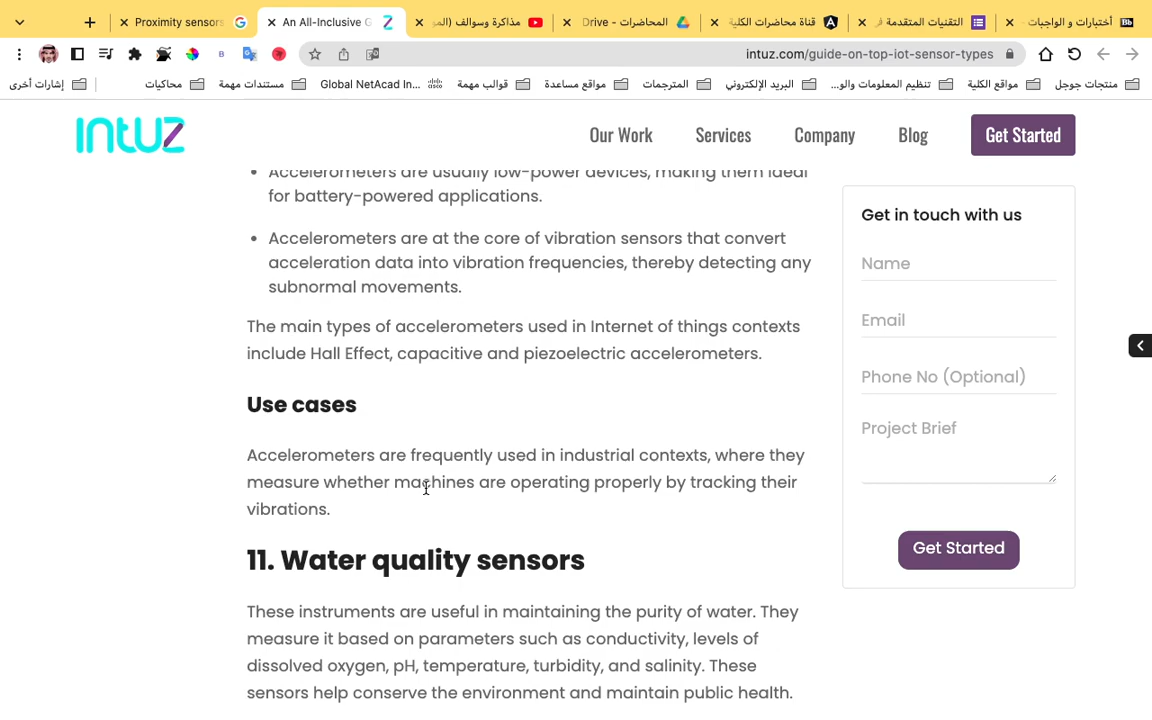 Proximity sensors
An All-Inclusive G
مذاكرة وسوالف (المو
المحاضرات - Drive
قناة محاضرات الكلية
التقنيات المتقدمة في
أختبارات و الواجبات
Bb
intuz.com/guide-on-top-iot-sensor-types
إشارات أخرى
محاكيات
مستندات مهمة
Global NetAcad In...
قوالب مهمة
مواقع مساعدة
المترجمات
البريد الإلكتروني
تنظيم المعلومات والو...
مواقع الكلية
منتجات جوجل
INTUZ
Our Work
Services
Company
Blog
Get Started
Accelerometers are usually low-power devices, making them ideal
for battery-powered applications.
Accelerometers are at the core of vibration sensors that convert
acceleration data into vibration frequencies, thereby detecting any
subnormal movements.
The main types of accelerometers used in Internet of things contexts
include Hall Effect, capacitive and piezoelectric accelerometers.
Use cases
Accelerometers are frequently used in industrial contexts, where they
measure whether machines are operating properly by tracking their
vibrations.
11. Water quality sensors
These instruments are useful in maintaining the purity of water. They
measure it based on parameters such as conductivity, levels of
dissolved oxygen, pH, temperature, turbidity, and salinity. These
sensors help conserve the environment and maintain public health.
Get in touch with us
Name
Email
Phone No (Optional)
Project Brief
Get Started